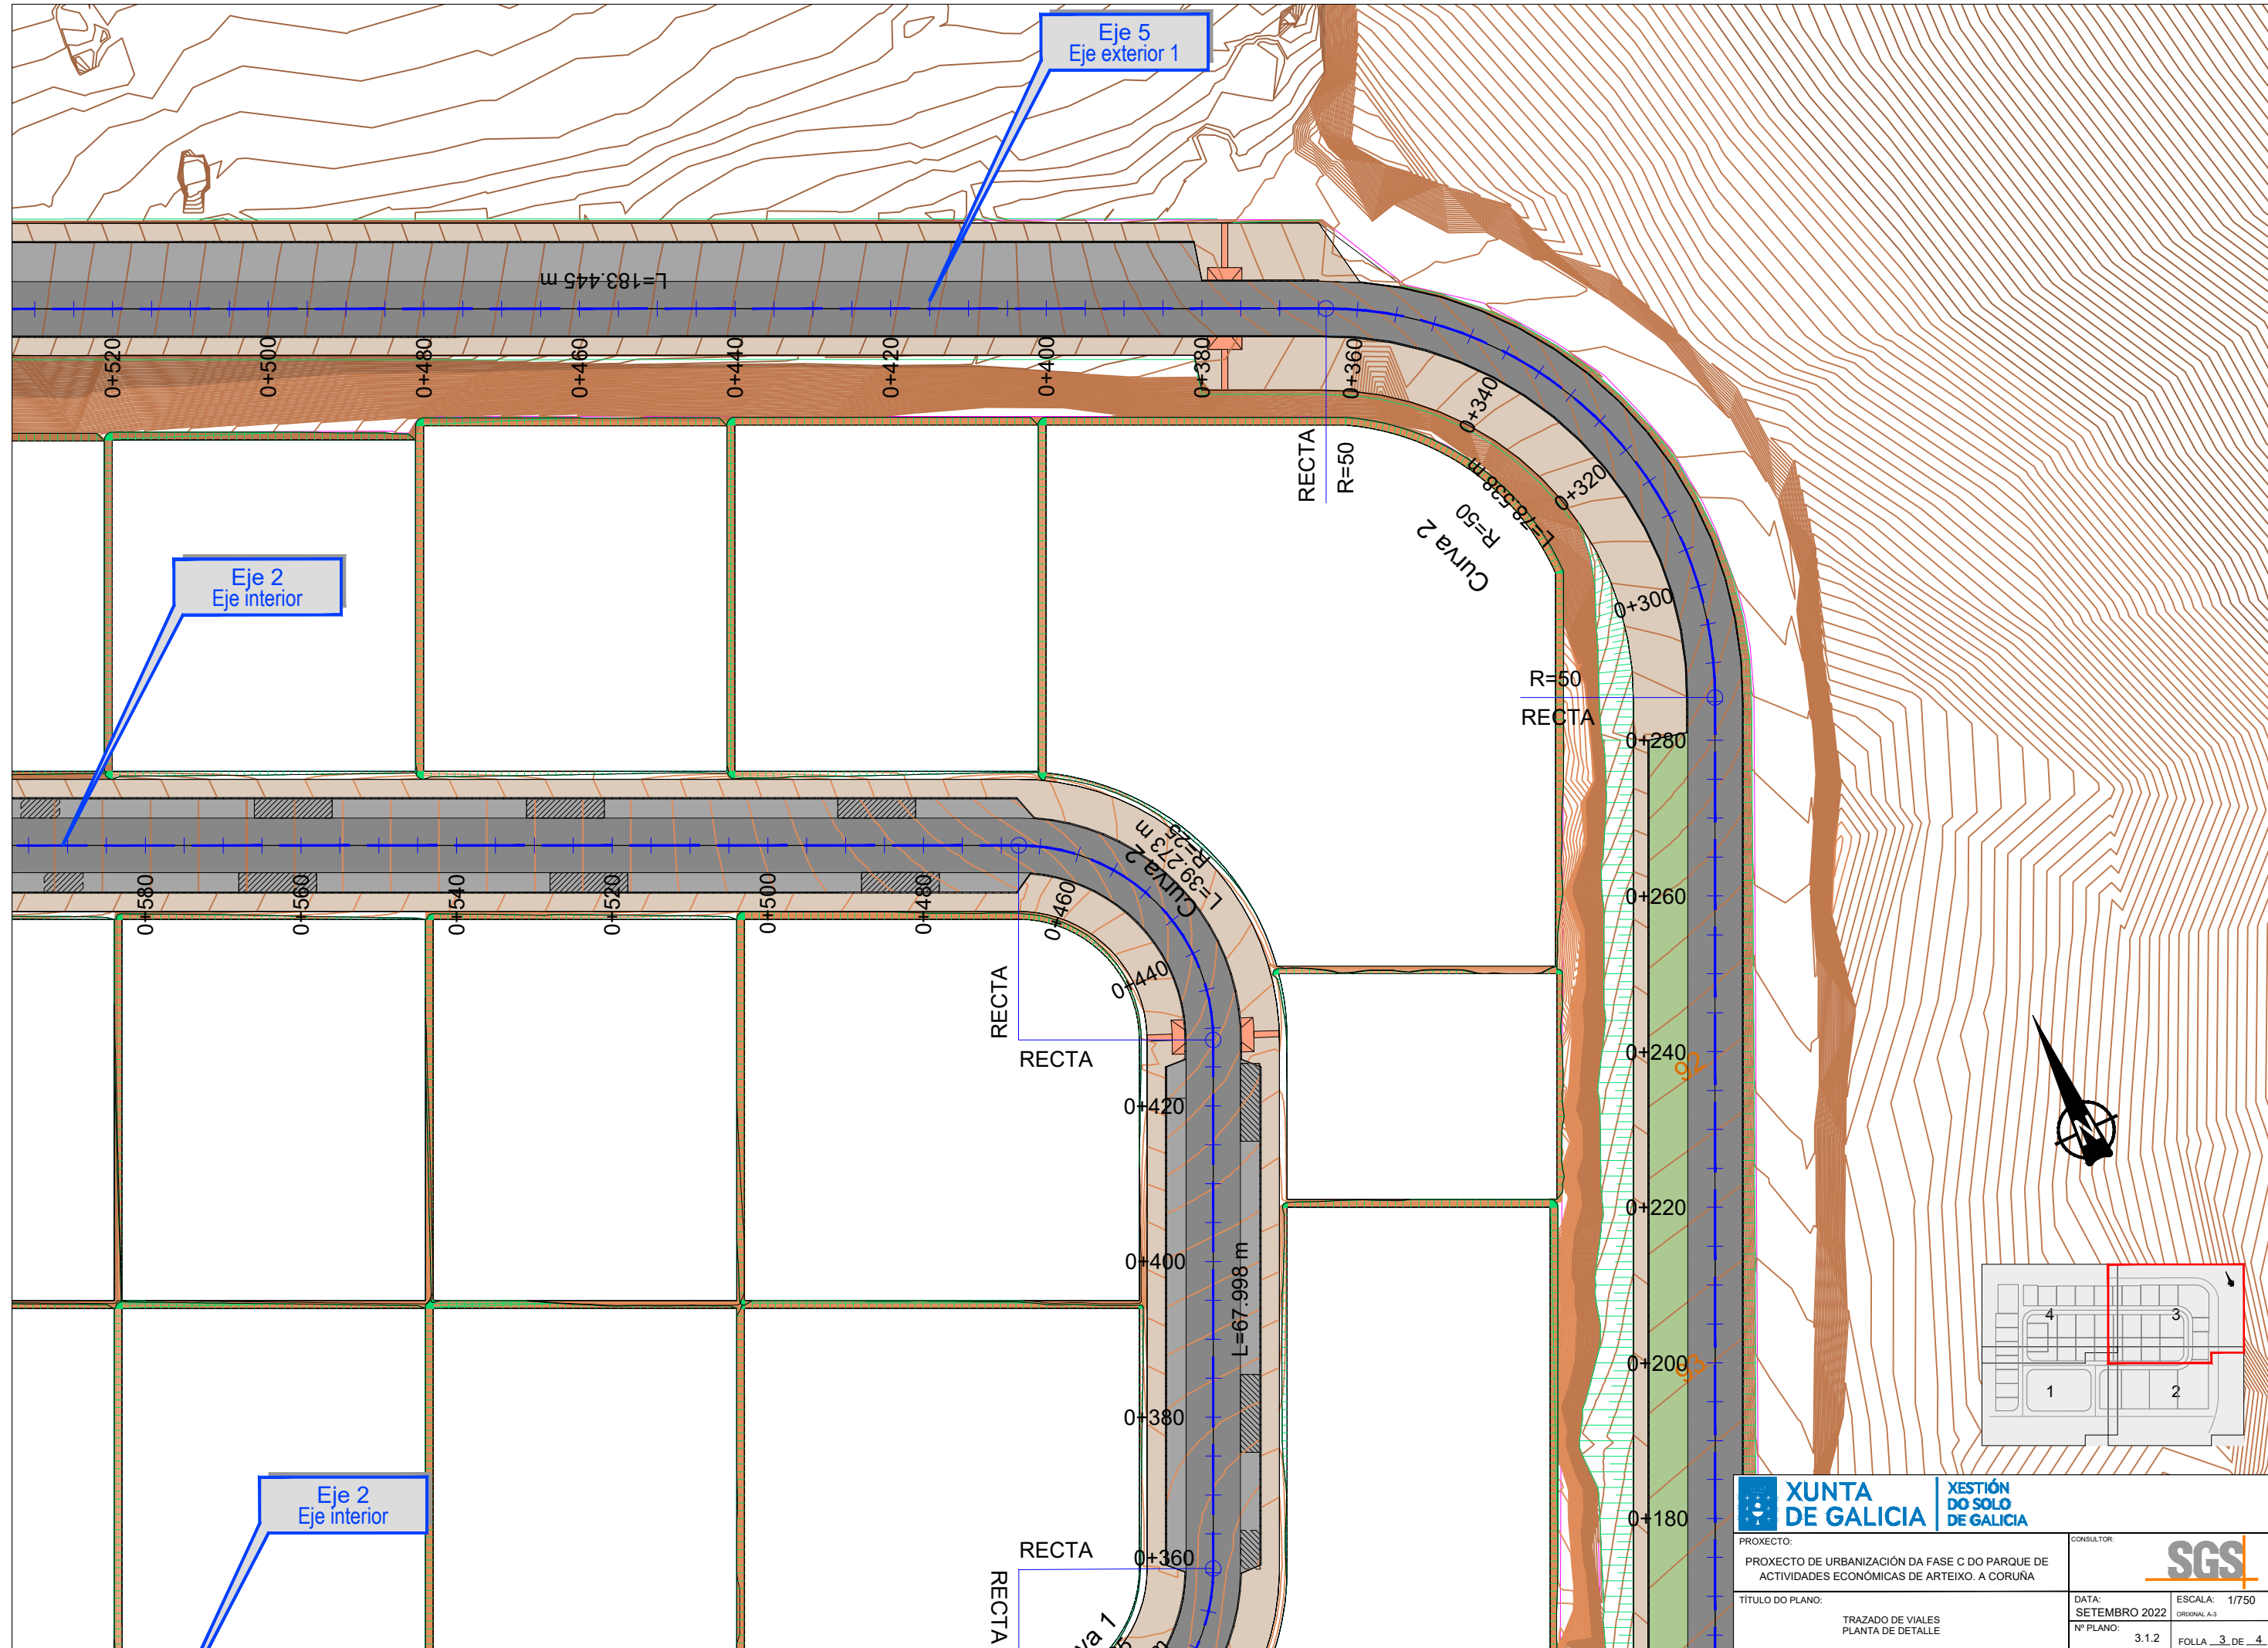 Eje 5
Eje exterior 1
L=183.445 m
0+520
0+500
0+480
0+460
0+440
0+420
0+400
0+380
0+360
0+340
0+320
0+300
RECTA
R=50
L=78.538 m
R=50
Curva 2
Eje 2
Eje interior
R=50
RECTA
0+280
0+260
0+240
92
0+220
0+200
93
0+180
0+580
0+560
0+540
0+520
0+500
0+480
0+460
0+440
Curva 2
R=25
L=39.273 m
RECTA
RECTA
0+420
0+400
L=67.998 m
0+380
0+360
RECTA
RECTA
Eje 2
Eje interior
4
3
1
2
XUNTA
DE GALICIA
XESTIÓN
DO SOLO
DE GALICIA
PROXECTO:
PROXECTO DE URBANIZACIÓN DA FASE C DO PARQUE DE
ACTIVIDADES ECONÓMICAS DE ARTEIXO. A CORUÑA
CONSULTOR:
SGS
TÍTULO DO PLANO:
TRAZADO DE VIALES
PLANTA DE DETALLE
DATA:
SETEMBRO 2022
ESCALA: 1/750
ORIXINAL A-3
Nº PLANO:
3.1.2
FOLLA 3 DE 4